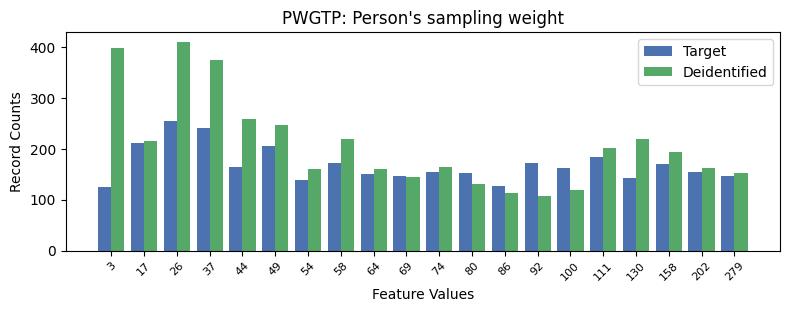 PWGTP: Person's sampling weight
Target
Deidentified
Record Counts
400
300
200
100
0
3 17 26 37 44 49 54 58 64 69 74 80 86 92 100 111 130 158 202 279
Feature Values